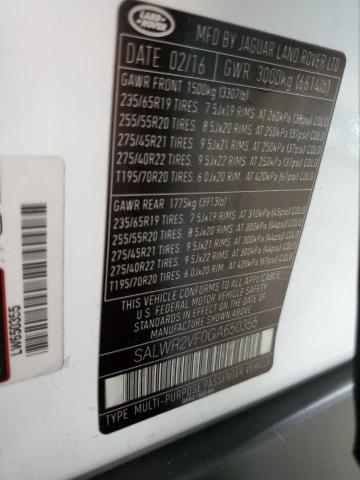 LAND
ROVER
MFD BY JAGUAR LAND ROVER LTD
DATE: 02/16 GWR: 3000kg (6614lb)
GAWR FRONT 1500kg (3307lb)
235/65R19 TIRES 7.5Jx19 RIMS AT 260kPa (38psi) COLD
255/55R20 TIRES 8.5Jx20 RIMS AT 250kPa (37psi) COLD
275/45R21 TIRES 9.5Jx21 RIMS AT 250kPa (37psi) COLD
275/40R22 TIRES 9.5Jx22 RIMS AT 250kPa (37psi) COLD
T195/70R20 TIRES 6.0Jx20 RIM. AT 420kPa (61psi) COLD
GAWR REAR 1775kg (3913lb)
235/65R19 TIRES 7.5Jx19 RIMS AT 310kPa (45psi) COLD
255/55R20 TIRES 8.5Jx20 RIMS AT 300kPa (44psi) COLD
275/45R21 TIRES 9.5Jx21 RIMS AT 300kPa (44psi) COLD
275/40R22 TIRES 9.5Jx22 RIMS AT 300kPa (44psi) COLD
T195/70R20 TIRES 6.0Jx20 RIM AT 420kPa (61psi) COLD
THIS VEHICLE CONFORMS TO ALL APPLICABLE
U.S. FEDERAL MOTOR VEHICLE SAFETY STANDARDS
IN EFFECT ON THE DATE OF MANUFACTURE SHOWN ABOVE.
SALWR2VF0GA650355
TYPE: MULTI-PURPOSE PASSENGER VEHICLE
LW650355